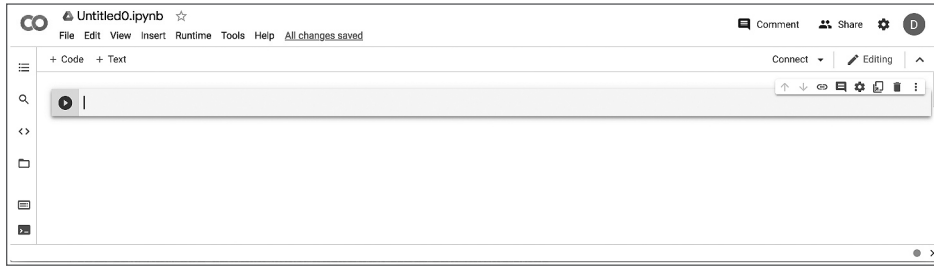 CO Untitled0.ipynb
Comment Share D
File Edit View Insert Runtime Tools Help All changes saved
+ Code + Text Connect Editing